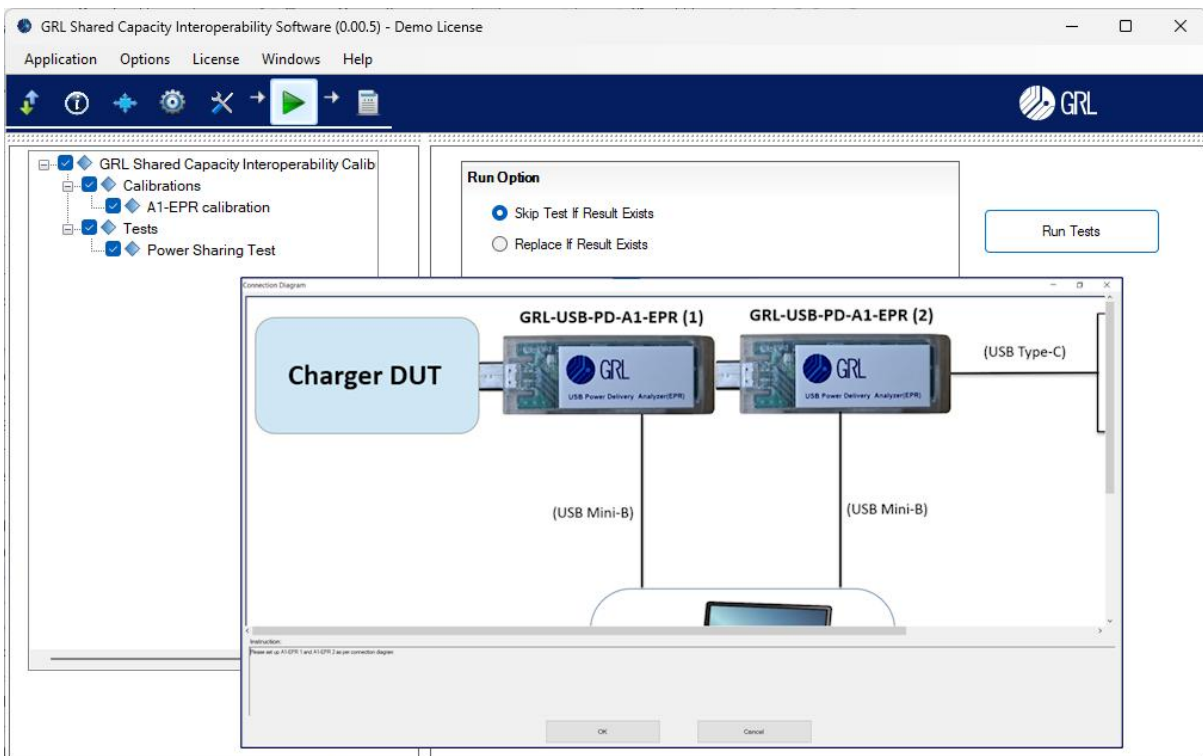 GRL Shared Capacity Interoperability Software (0.00.5) - Demo License
Application Options License Windows Help
GRL
GRL Shared Capacity Interoperability Calib
Calibrations
A1-EPR calibration
Tests
Power Sharing Test
Run Option
Skip Test If Result Exists
Replace If Result Exists
Run Tests
Connection Diagram
GRL-USB-PD-A1-EPR (1)
GRL-USB-PD-A1-EPR (2)
Charger DUT
GRL
USB Power Delivery Analyzer(EPR)
GRL
USB Power Delivery Analyzer(EPR)
(USB Type-C)
(USB Mini-B)
(USB Mini-B)
Instruction:
Please set up A1-EPR 1 and A1-EPR 2 as per connection diagram
OK Cancel